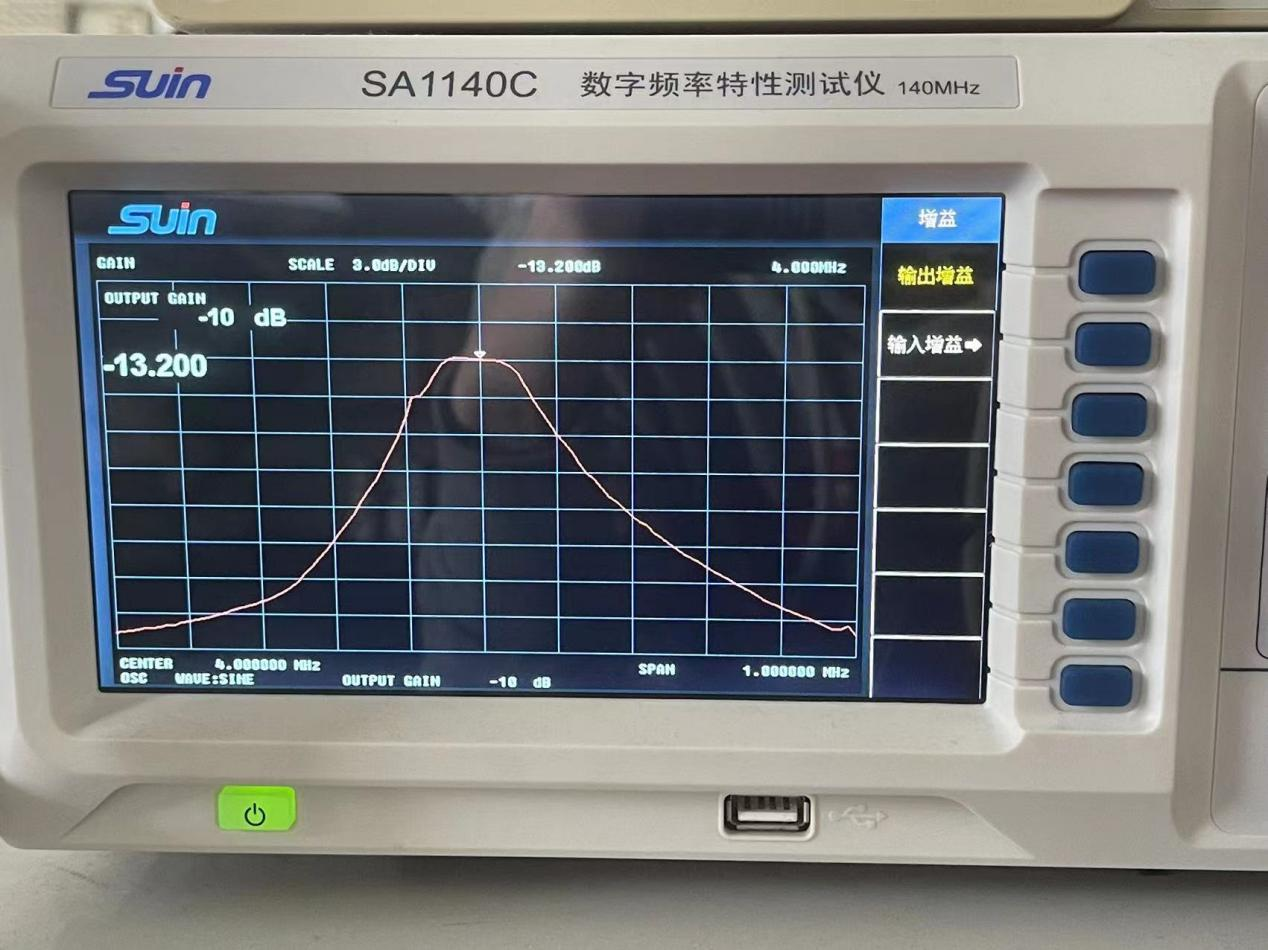 SUin SA1140C 数字频率特性测试仪 140MHz
SUin
增益
GAIN SCALE 3.0dB/DIV -13.200dB 4.000MHz
输出增益
OUTPUT GAIN
-10 dB
输入增益➡
-13.200
CENTER 4.000000 MHz SPAN 1.000000 MHz
OSC WAVE:SINE OUTPUT GAIN -10 dB